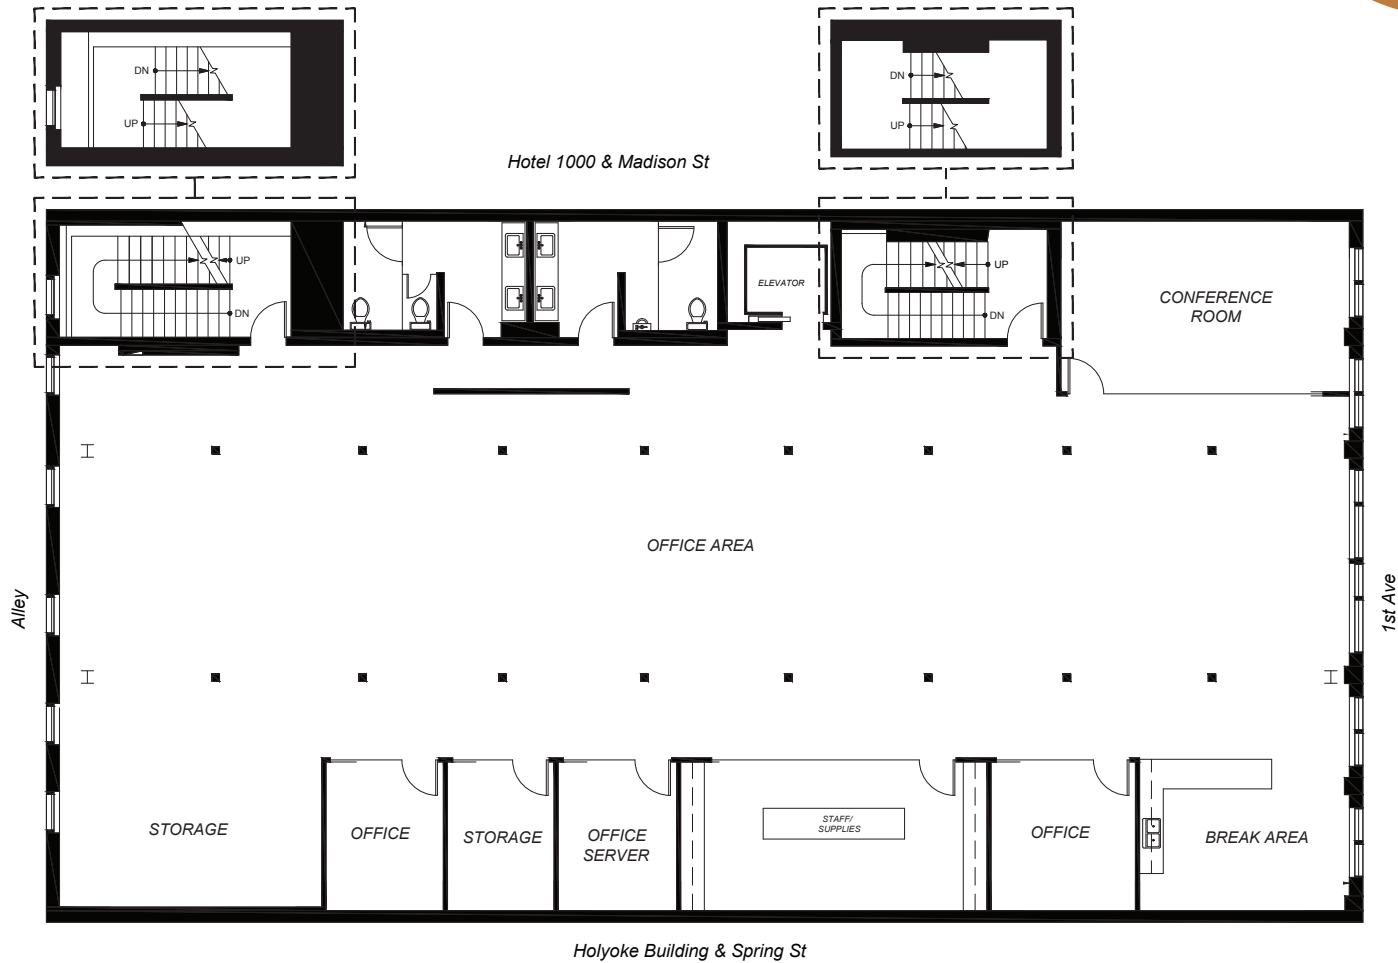 DN
UP
DN
UP
Hotel 1000 & Madison St
UP
DN
ELEVATOR
UP
DN
CONFERENCE
ROOM
OFFICE AREA
Alley
1st Ave
STORAGE
OFFICE
STORAGE
OFFICE
SERVER
STAFF/
SUPPLIES
OFFICE
BREAK AREA
Holyoke Building & Spring St